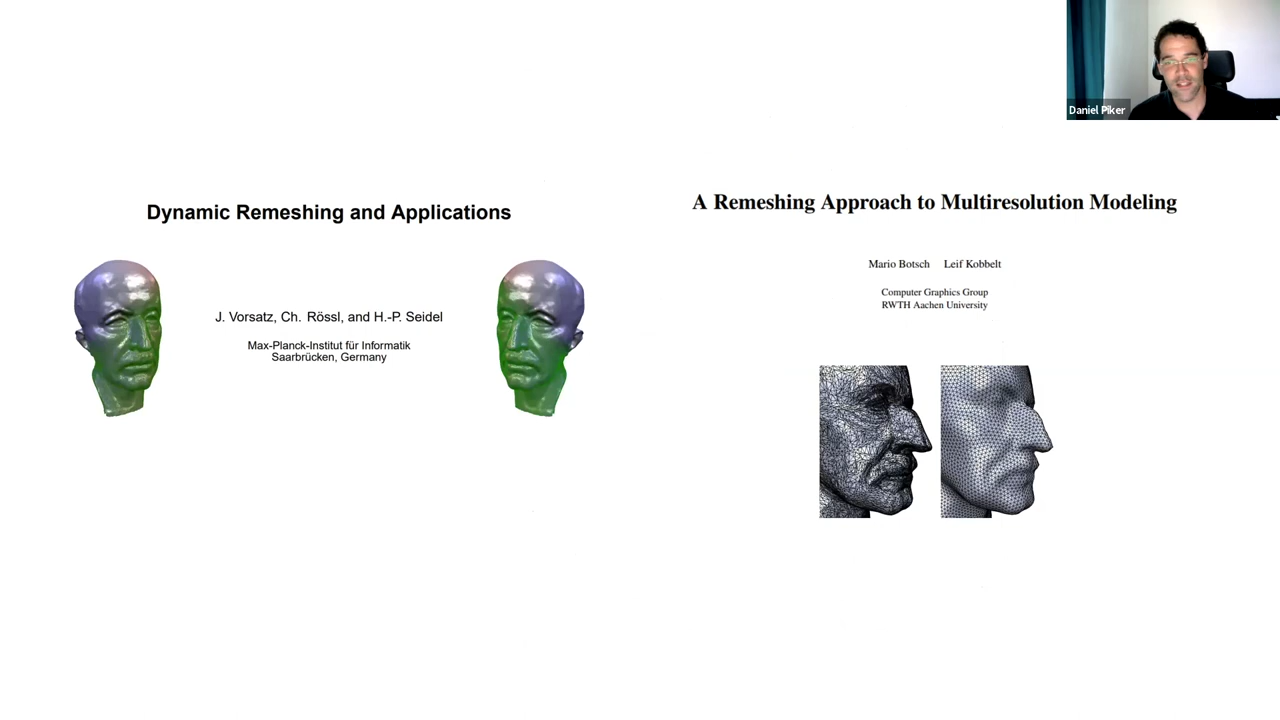 Daniel Piker
Dynamic Remeshing and Applications
J. Vorsatz, Ch. Rössl, and H.-P. Seidel
Max-Planck-Institut für Informatik
Saarbrücken, Germany
A Remeshing Approach to Multiresolution Modeling
Mario Botsch Leif Kobbelt
Computer Graphics Group
RWTH Aachen University